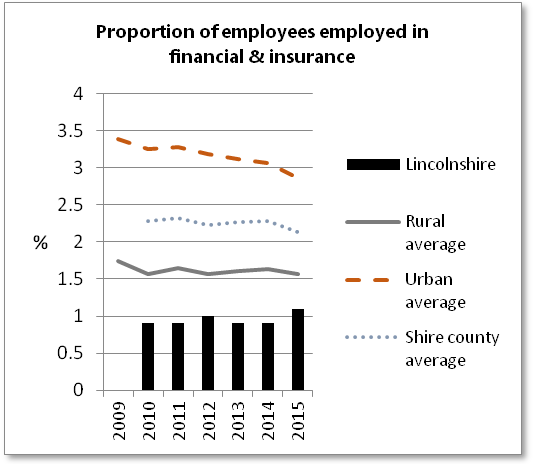 Proportion of employees employed in
financial & insurance
4
3.5
3
2.5
2
1.5
1
0.5
0
%
2009
2010
2011
2012
2013
2014
2015
Lincolnshire
Rural
average
Urban
average
Shire county
average